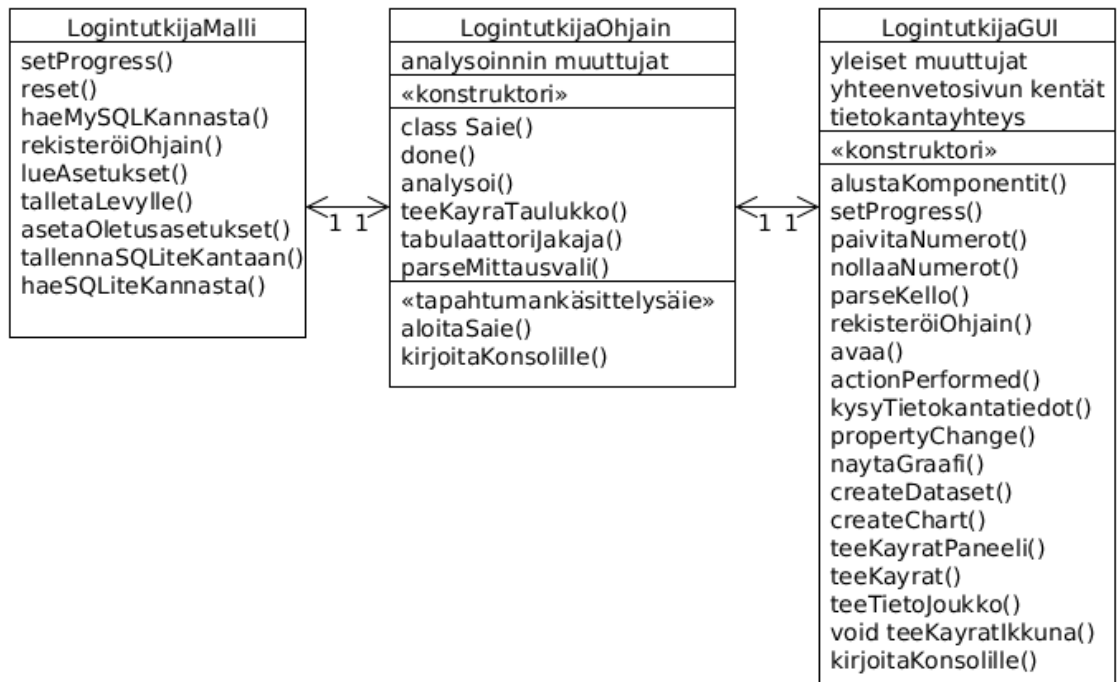 LogintutkijaMalli
setProgress()
reset()
haeMySQLKannasta()
rekisteröiOhjain()
lueAsetukset()
talletaLevylle()
asetaOletusasetukset()
tallennaSQLiteKantaan()
haeSQLiteKannasta()
1 1
LogintutkijaOhjain
analysoinnin muuttujat
«konstruktori»
class Saie()
done()
analysoi()
teeKayraTaulukko()
tabulaattoriJakaja()
parseMittausvali()
«tapahtumankäsittelysäie»
aloitaSaie()
kirjoitaKonsolille()
1 1
LogintutkijaGUI
yleiset muuttujat
yhteenvetosivun kentät
tietokantayhteys
«konstruktori»
alustaKomponentit()
setProgress()
paivitaNumerot()
nollaaNumerot()
parseKello()
rekisteröiOhjain()
avaa()
actionPerformed()
kysyTietokantatiedot()
propertyChange()
naytaGraafi()
createDataset()
createChart()
teeKayratPaneeli()
teeKayrat()
teeTietoJoukko()
void teeKayratIkkuna()
kirjoitaKonsolille()